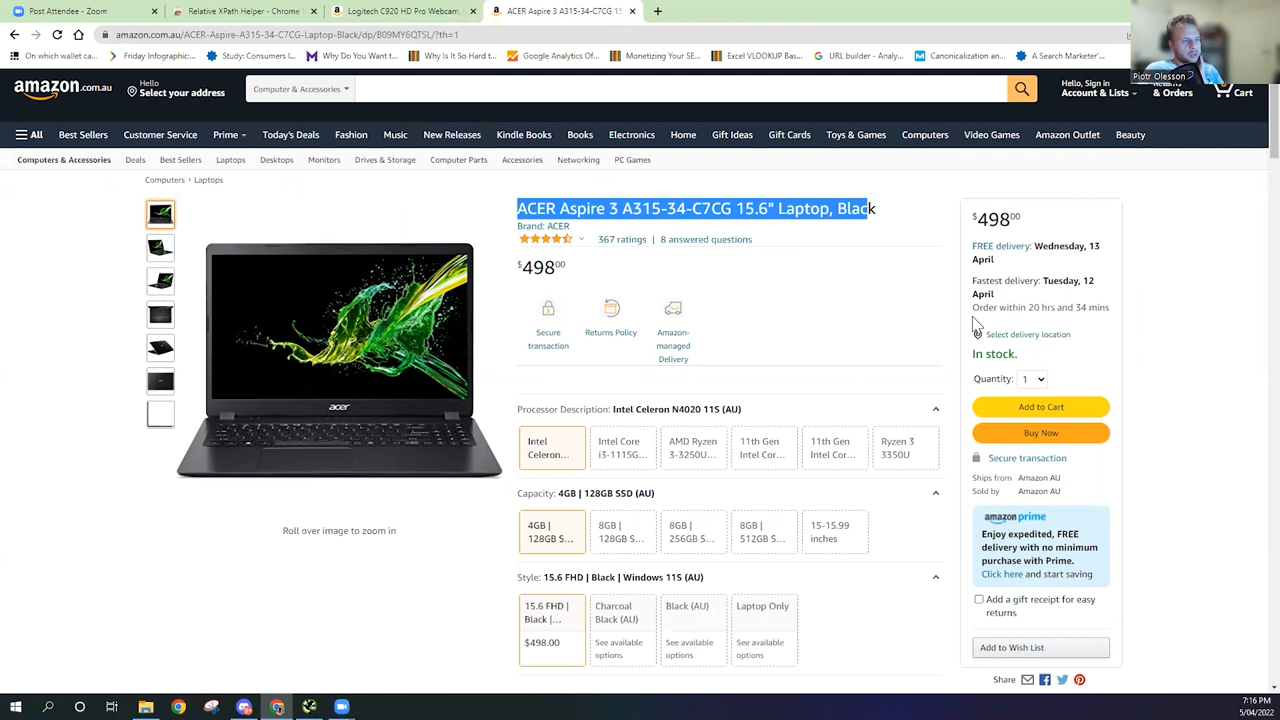 Post Attendee - Zoom
Relative XPath Helper - Chrome
Logitech C920 HD Pro Webcam,
ACER Aspire 3 A315-34-C7CG 15
amazon.com.au/ACER-Aspire-A315-34-C7CG-Laptop-Black/dp/B09MY6QTSL/?th=1
On which wallet ca...
Friday Infographic:...
Study: Consumers I...
Why Do You Want t...
Why Is It So Hard t...
Google Analytics Of...
Monetizing Your SE...
Excel VLOOKUP Bas...
URL builder - Analy...
Canonicalization an...
A Search Marketer'...
Piotr Olesson
amazon.com.au
Hello
Select your address
Computer & Accessories
Hello, Sign in
Account & Lists
Returns
& Orders
Cart
All
Best Sellers
Customer Service
Prime
Today's Deals
Fashion
Music
New Releases
Kindle Books
Books
Electronics
Home
Gift Ideas
Gift Cards
Toys & Games
Computers
Video Games
Amazon Outlet
Beauty
Computers & Accessories
Deals
Best Sellers
Laptops
Desktops
Monitors
Drives & Storage
Computer Parts
Accessories
Networking
PC Games
Computers › Laptops
ACER Aspire 3 A315-34-C7CG 15.6" Laptop, Black
Brand: ACER
367 ratings | 8 answered questions
$49800
Secure
transaction
Returns Policy
Amazon-
managed
Delivery
acer
Roll over image to zoom in
Processor Description: Intel Celeron N4020 11S (AU)
Intel
Celeron...
Intel Core
i3-1115G...
AMD Ryzen
3-3250U...
11th Gen
Intel Cor...
11th Gen
Intel Cor...
Ryzen 3
3350U
Capacity: 4GB | 128GB SSD (AU)
4GB |
128GB S...
8GB |
128GB S...
8GB |
256GB S...
8GB |
512GB S...
15-15.99
inches
Style: 15.6 FHD | Black | Windows 11S (AU)
15.6 FHD |
Black |...
$498.00
Charcoal
Black (AU)
See available
options
Black (AU)
See available
options
Laptop Only
See available
options
$49800
FREE delivery: Wednesday, 13
April
Fastest delivery: Tuesday, 12
April
Order within 20 hrs and 34 mins
Select delivery location
In stock.
Quantity: 1
Add to Cart
Buy Now
Secure transaction
Ships from Amazon AU
Sold by Amazon AU
amazon prime
Enjoy expedited, FREE
delivery with no minimum
purchase with Prime.
Click here and start saving
Add a gift receipt for easy
returns
Add to Wish List
Share
7:16 PM
5/04/2022